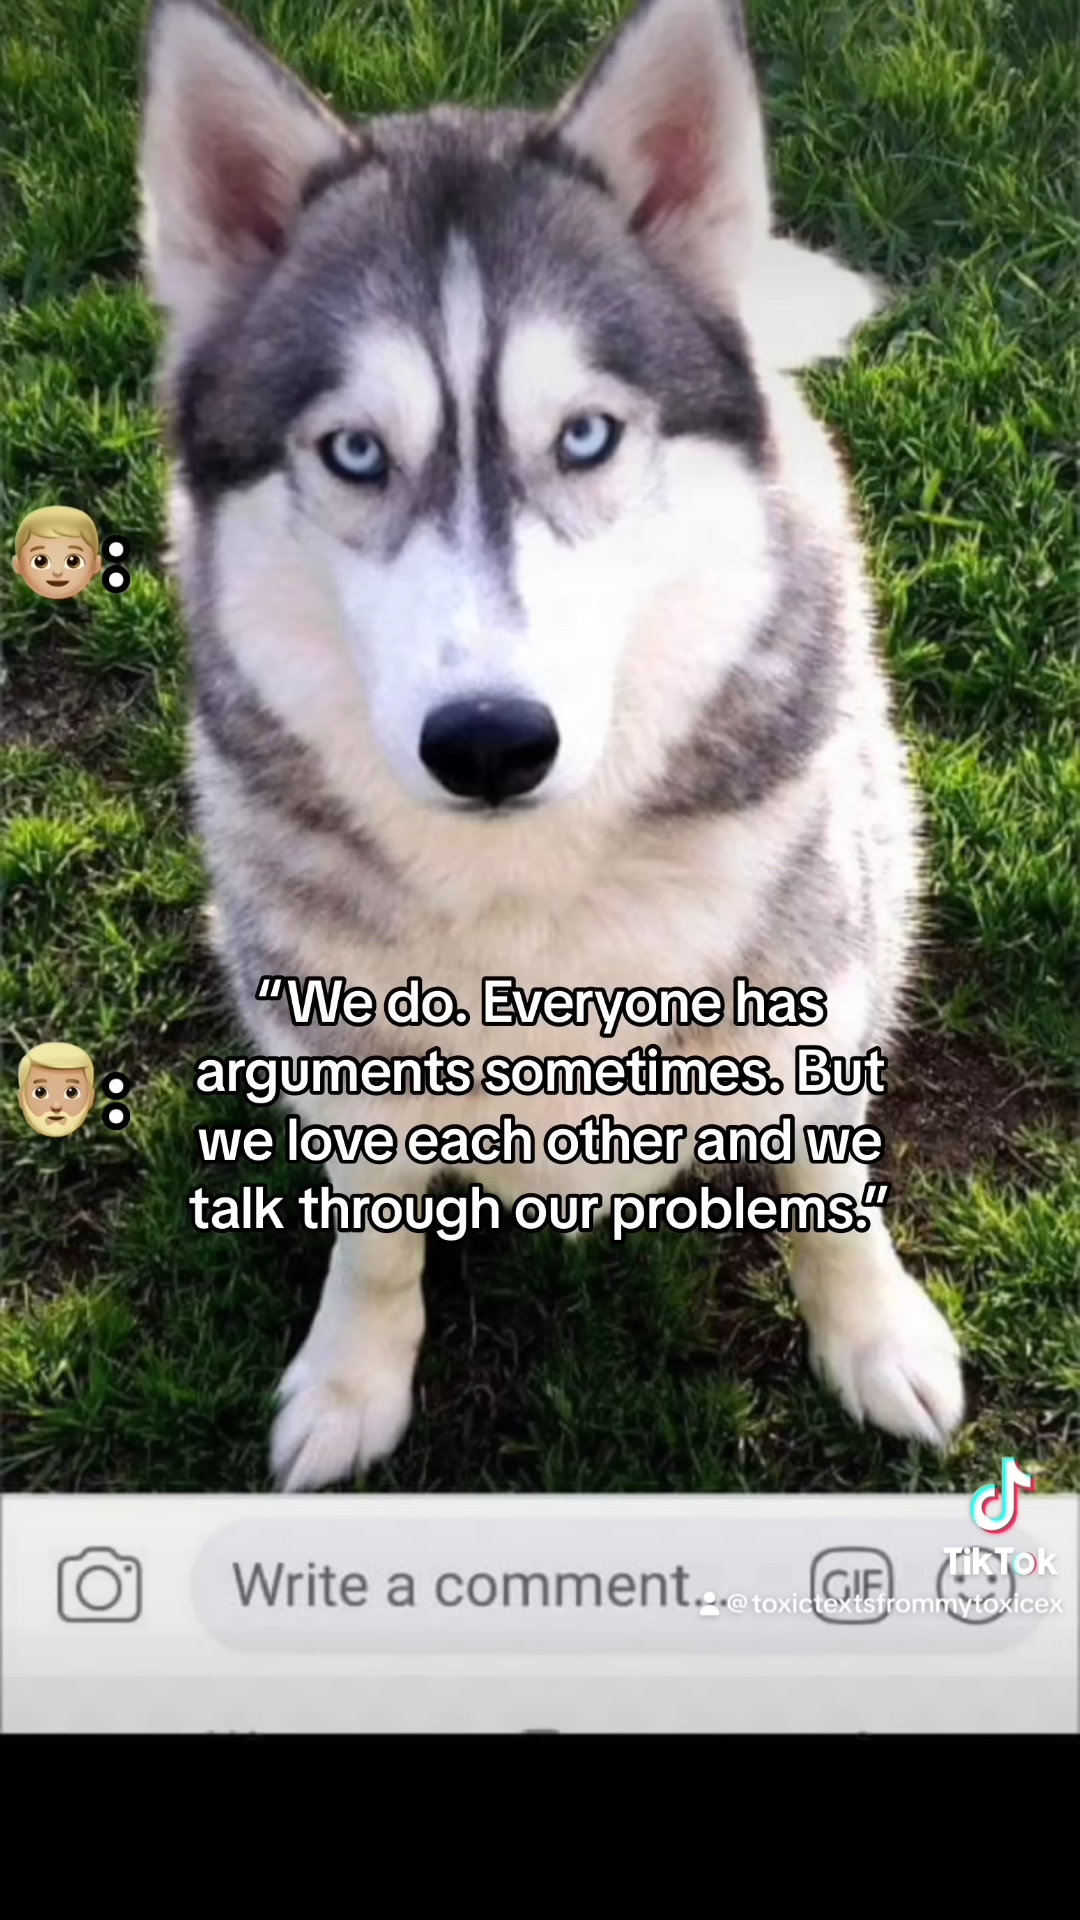 “We do. Everyone has
arguments sometimes. But
we love each other and we
talk through our problems.”
Write a comment...
GIF
TikTok
@toxictextsfrommytoxicex